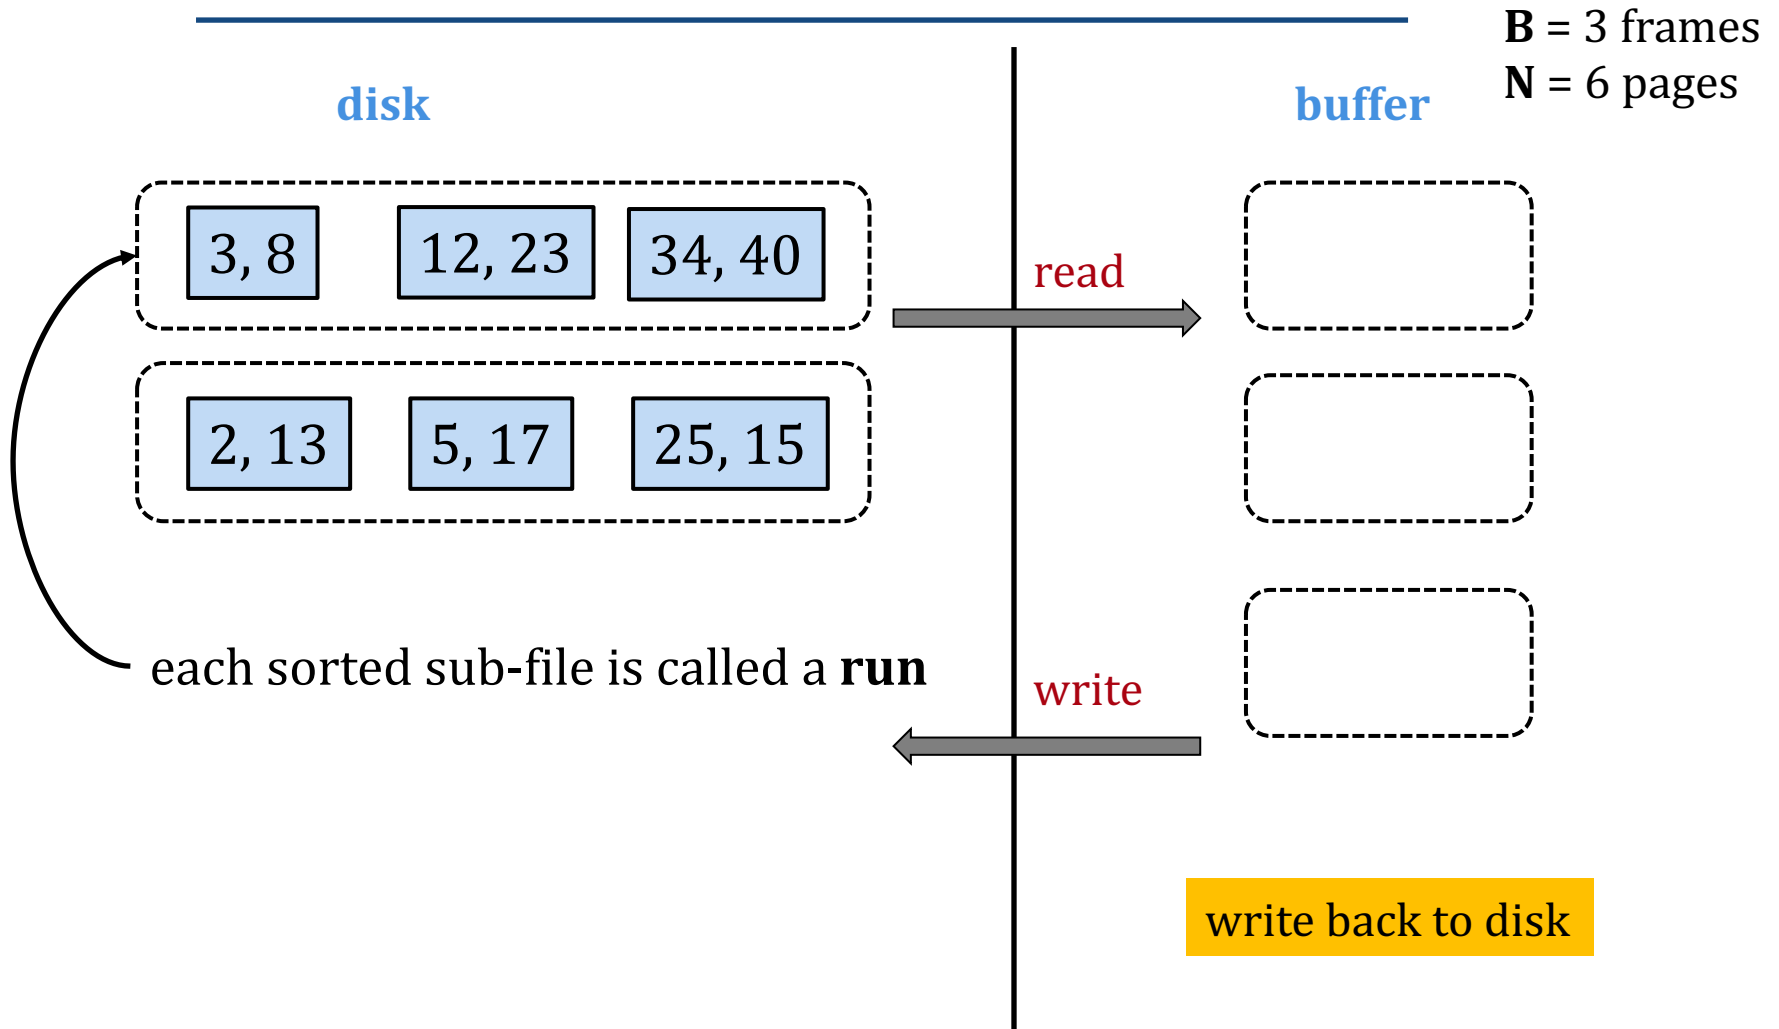 B = 3 frames
N = 6 pages
disk
buffer
3, 8
12, 23
34, 40
read
2, 13
5, 17
25, 15
each sorted sub-file is called a run
write
write back to disk